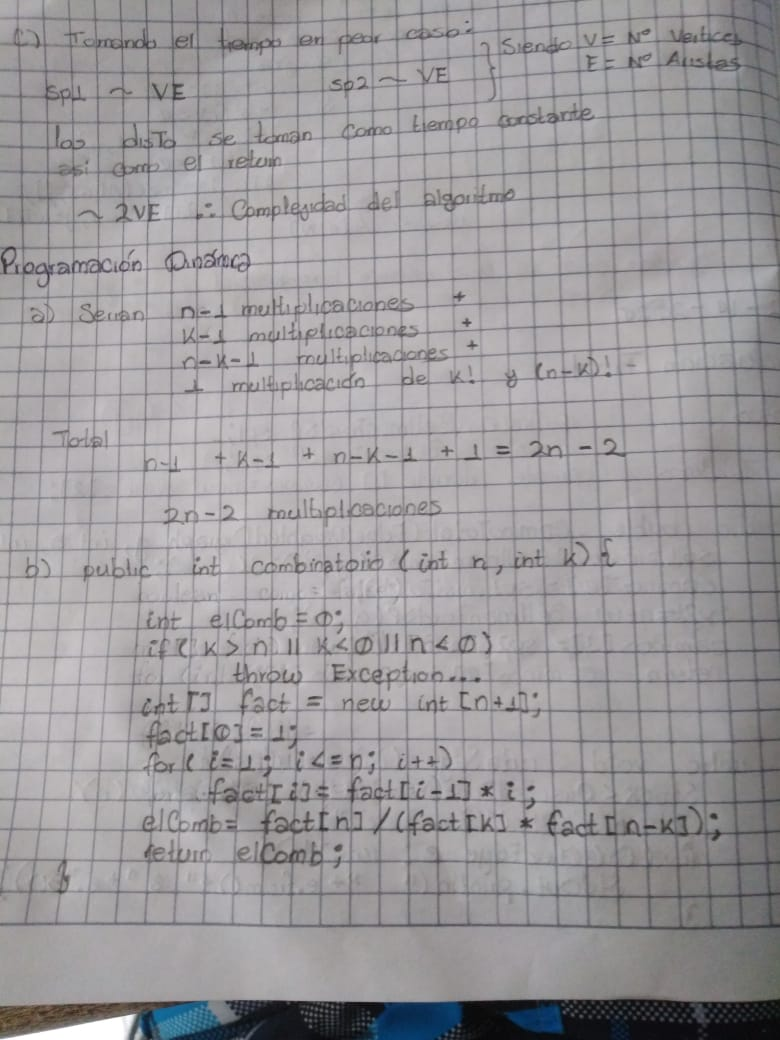 c) Tomando el tiempo en peor caso:
Siendo V = Nº Vertices
E = Nº Aristas
sp1 ~ VE sp2 ~ VE
los distTo se toman como tiempo constante
asi como el return
~ 2VE ∴ Complejidad del algoritmo
Programación Dinámica
a) Serian n-1 multiplicaciones +
k-1 multiplicaciones +
n-k-1 multiplicaciones +
1 multiplicación de k! y (n-k)!
Total
n-1 + k-1 + n-k-1 + 1 = 2n - 2
2n-2 multiplicaciones
b) public int combinatorio (int n, int k) {
int elComb = 0;
if( k > n || k<0 || n<0)
throw Exception...
int[] fact = new int [n+1];
fact[0] = 1;
for( i=1; i<=n; i++)
fact[i] = fact[i-1] * i;
elComb = fact[n] / (fact[k] * fact[n-k]);
return elComb;
}